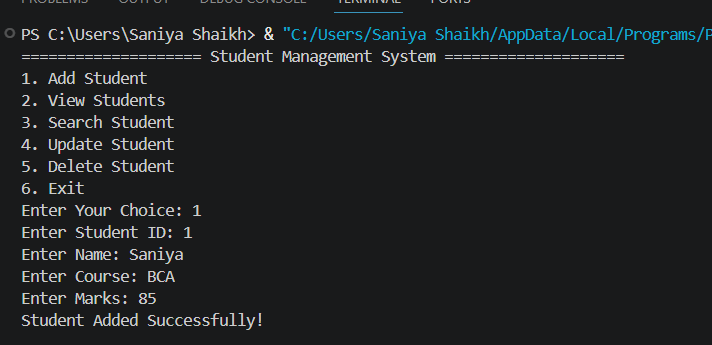 PROBLEMS OUTPUT DEBUG CONSOLE TERMINAL PORTS
PS C:\Users\Saniya Shaikh> & "C:/Users/Saniya Shaikh/AppData/Local/Programs/
==================== Student Management System ====================
1. Add Student
2. View Students
3. Search Student
4. Update Student
5. Delete Student
6. Exit
Enter Your Choice: 1
Enter Student ID: 1
Enter Name: Saniya
Enter Course: BCA
Enter Marks: 85
Student Added Successfully!